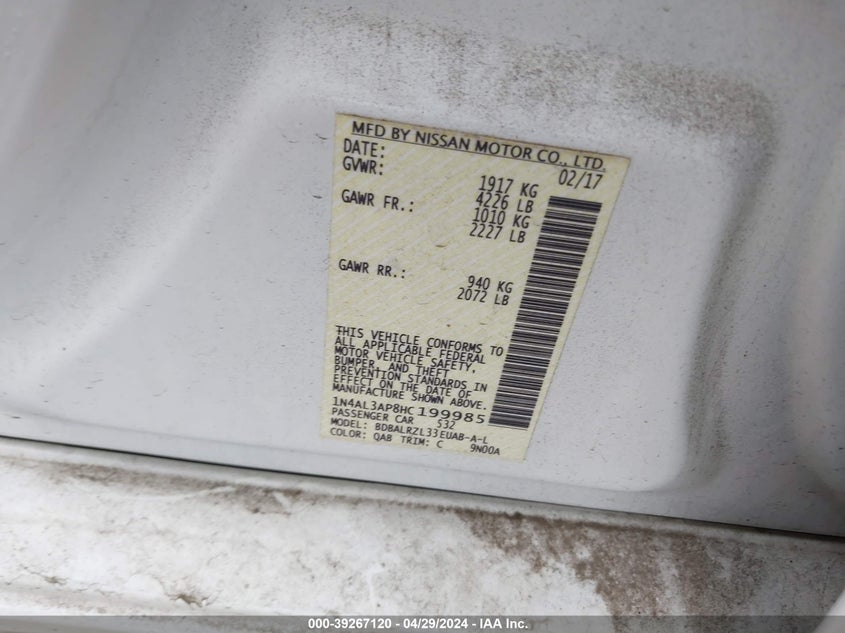 MFD BY NISSAN MOTOR CO., LTD.
DATE: 02/17
GVWR: 1917 KG
4226 LB
GAWR FR.: 1010 KG
2227 LB
GAWR RR.: 940 KG
2072 LB
THIS VEHICLE CONFORMS TO
ALL APPLICABLE FEDERAL
MOTOR VEHICLE SAFETY,
BUMPER, AND THEFT
PREVENTION STANDARDS IN
EFFECT ON THE DATE OF
MANUFACTURE SHOWN ABOVE.
1N4AL3AP8HC199985
PASSENGER CAR 532
MODEL: BDBALRZL33EUAB-A-L
COLOR: QAB TRIM: C 9N00A
000-39267120 - 04/29/2024 - IAA Inc.